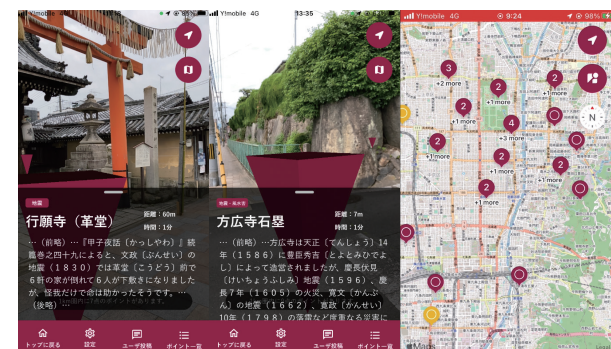 Y!mobile 4G
地震
行願寺（革堂）
距離：60m
時間：1分
…（前略）…『甲子夜話［かっしやわ］』続
篇巻之四十九によると、文政［ぶんせい］の
地震（１８３０）では革堂［こうどう］前で
６軒の家が倒れて６人が下敷きになりました
が、怪我だけで命は助かったそうです。…
（後略）…
トップに戻る
設定
ユーザ投稿
ポイント一覧
Y!mobile 4G
13:35
地震・風水害
方広寺石塁
距離：7m
時間：1分
…（前略）…方広寺は天正［てんしょう］14
年（１５８６）に豊臣秀吉［とよとみひでよ
し］によって造営されましたが、慶長伏見
［けいちょうふしみ］地震（１５９６）、慶
長７年（１６０５）の火災、寛文［かんぶ
ん］の地震（１６６２）、寛政［かんせい］
10年（１７９８）の落雷など度重なる災害に
トップに戻る
設定
ユーザ投稿
ポイント一覧
Y!mobile 4G
9:24
98%
3
+2 more
2
+1 more
2
+1 more
2
4
+3 more
2
+1more
2
+1 more
2
+1 more
N